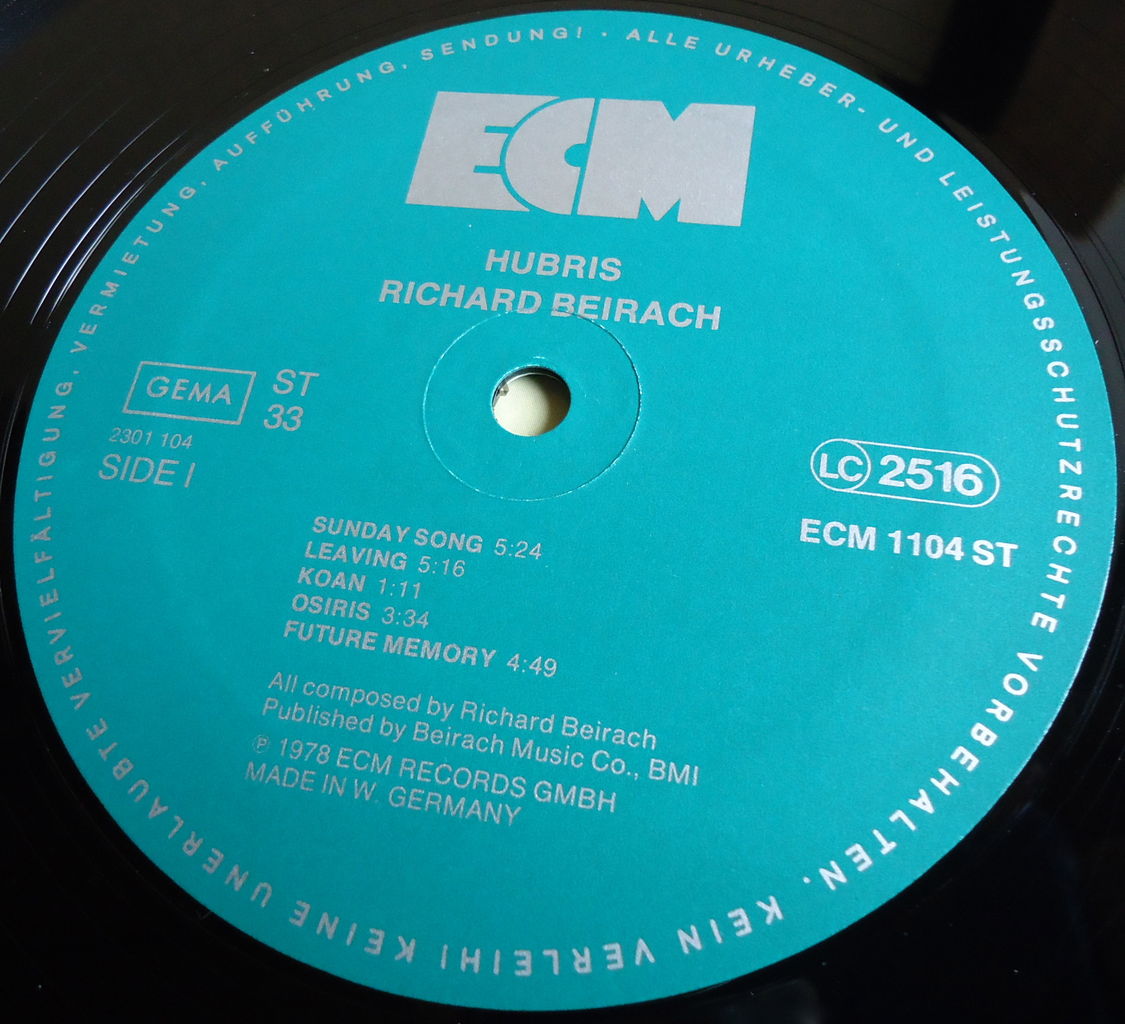 ALLE URHEBER- UND LEISTUNGSSCHUTZRECHTE VORBEHALTEN. KEIN VERLEIH! KEINE UNERLAUBTE VERVIELFÄLTIGUNG, VERMIETUNG, AUFFÜHRUNG, SENDUNG! ·
ECM
HUBRIS
RICHARD BEIRACH
GEMA
ST
33
2301 104
SIDE I
LC 2516
ECM 1104 ST
SUNDAY SONG 5:24
LEAVING 5:16
KOAN 1:11
OSIRIS 3:34
FUTURE MEMORY 4:49
All composed by Richard Beirach
Published by Beirach Music Co., BMI
℗ 1978 ECM RECORDS GMBH
MADE IN W. GERMANY